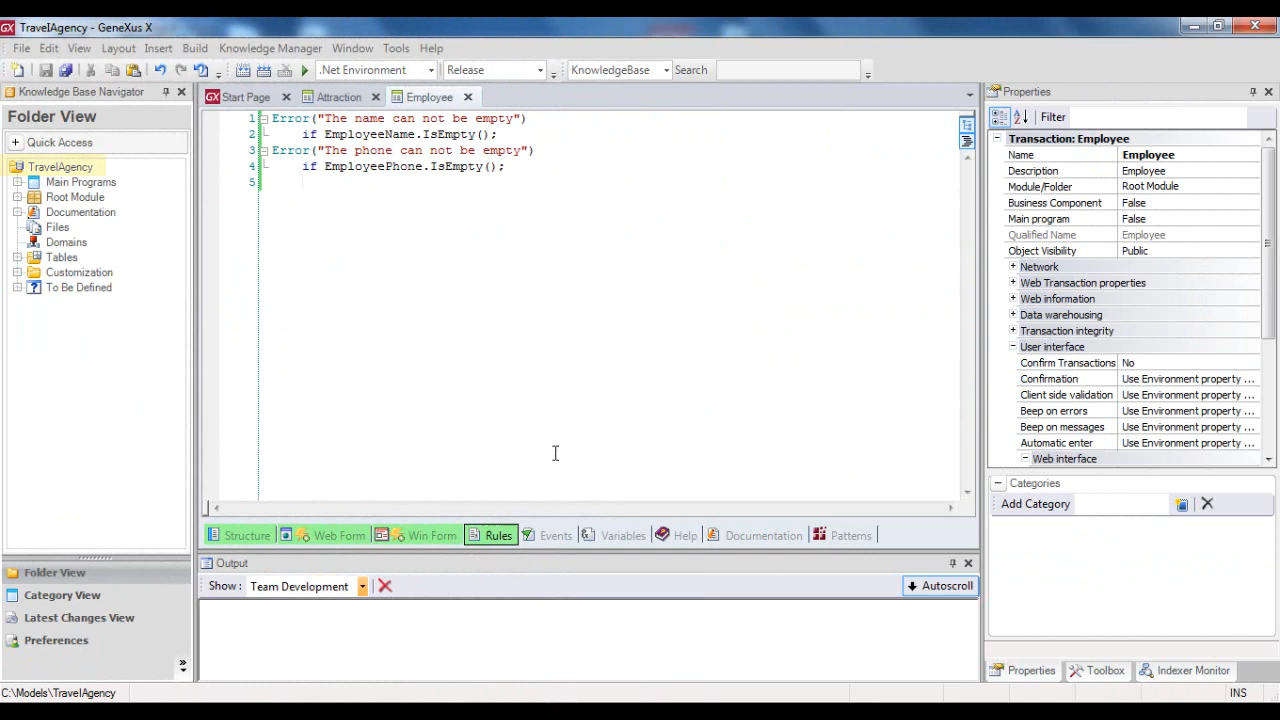 TravelAgency - GeneXus X
File Edit View Layout Insert Build Knowledge Manager Window Tools Help
.Net Environment Release KnowledgeBase Search
Knowledge Base Navigator
Folder View
Quick Access
TravelAgency
Main Programs
Root Module
Documentation
Files
Domains
Tables
Customization
To Be Defined
Folder View
Category View
Latest Changes View
Preferences
Start Page Attraction Employee
1 Error("The name can not be empty")
2 if EmployeeName.IsEmpty();
3 Error("The phone can not be empty")
4 if EmployeePhone.IsEmpty();
5
Structure Web Form Win Form Rules Events Variables Help Documentation Patterns
Output
Show : Team Development Autoscroll
Properties
Filter
Transaction: Employee
Name Employee
Description Employee
Module/Folder Root Module
Business Component False
Main program False
Qualified Name Employee
Object Visibility Public
Network
Web Transaction properties
Web information
Data warehousing
Transaction integrity
User interface
Confirm Transactions No
Confirmation Use Environment property ...
Client side validation Use Environment property ...
Beep on errors Use Environment property ...
Beep on messages Use Environment property ...
Automatic enter Use Environment property ...
Web interface
Categories
Add Category
Properties Toolbox Indexer Monitor
C:\Models\TravelAgency INS